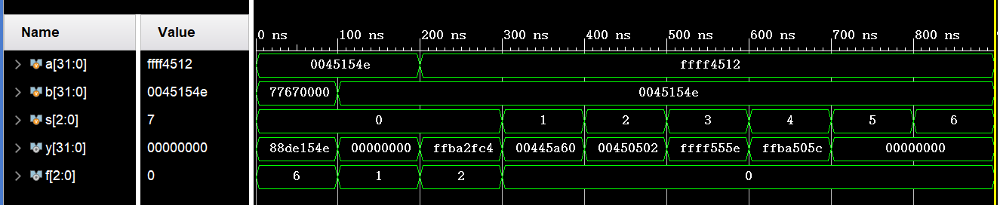 Name Value 0 ns 100 ns 200 ns 300 ns 400 ns 500 ns 600 ns 700 ns 800 ns
a[31:0] ffff4512 0045154e ffff4512
b[31:0] 0045154e 77670000 0045154e
s[2:0] 7 0 1 2 3 4 5 6
y[31:0] 00000000 88de154e 00000000 ffba2fc4 00445a60 00450502 ffff555e ffba505c 00000000
f[2:0] 0 6 1 2 0